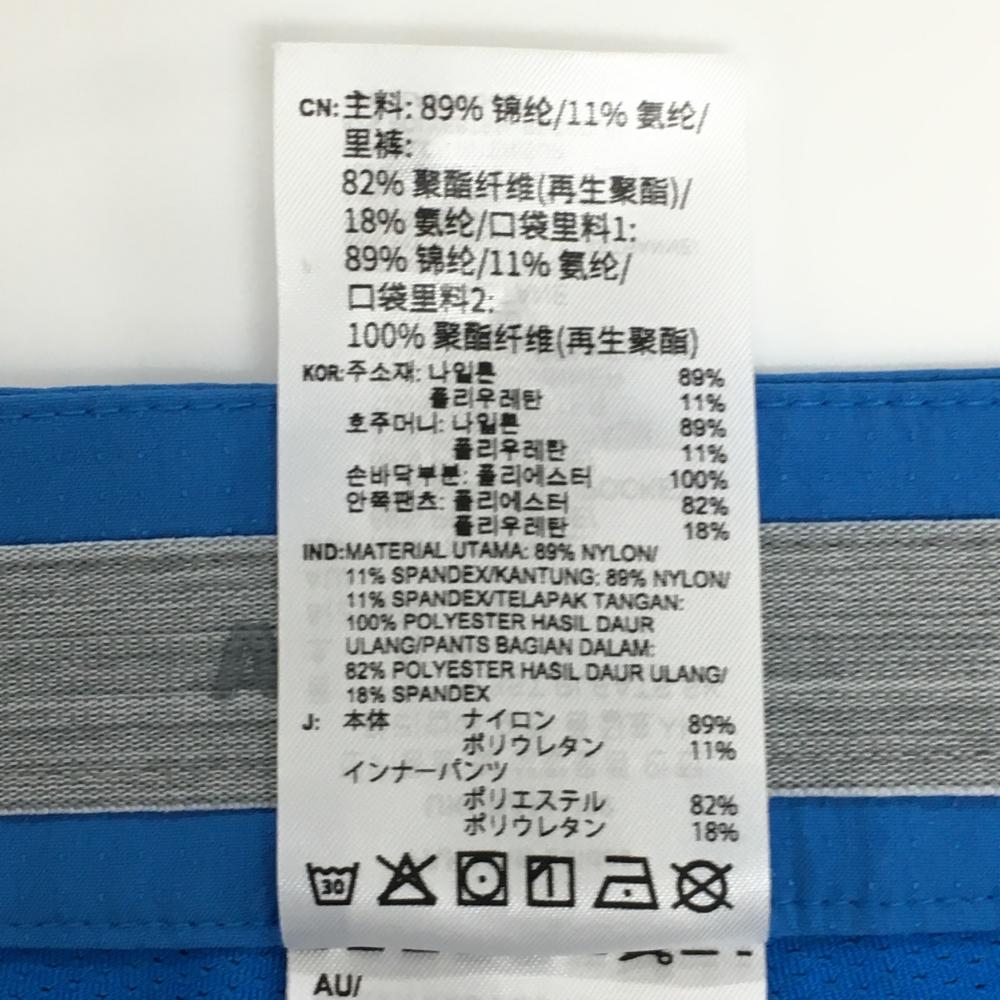 CN: 主料: 89% 锦纶/11% 氨纶/
里裤:
82% 聚酯纤维(再生聚酯)/
18% 氨纶/口袋里料1:
89% 锦纶/11% 氨纶/
口袋里料2:
100% 聚酯纤维(再生聚酯)
KOR: 주소재: 나일론 89%
폴리우레탄 11%
호주머니: 나일론 89%
폴리우레탄 11%
손바닥부분: 폴리에스터 100%
안쪽팬츠: 폴리에스터 82%
폴리우레탄 18%
IND: MATERIAL UTAMA: 89% NYLON/
11% SPANDEX/KANTUNG: 89% NYLON/
11% SPANDEX/TELAPAK TANGAN:
100% POLYESTER HASIL DAUR
ULANG/PANTS BAGIAN DALAM:
82% POLYESTER HASIL DAUR ULANG/
18% SPANDEX
J: 本体 ナイロン 89%
ポリウレタン 11%
インナーパンツ
ポリエステル 82%
ポリウレタン 18%
30
AU/